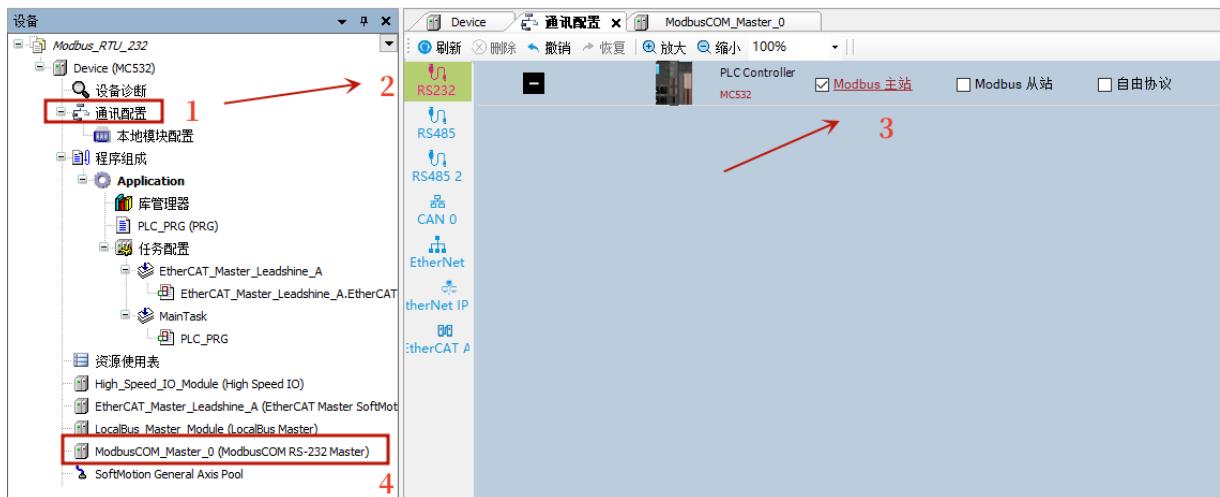 设备
Modbus_RTU_232
Device (MC532)
设备诊断
通讯配置
本地模块配置
程序组成
Application
库管理器
PLC_PRG (PRG)
任务配置
EtherCAT_Master_Leadshine_A
EtherCAT_Master_Leadshine_A.EtherCAT
MainTask
PLC_PRG
资源使用表
High_Speed_IO_Module (High Speed IO)
EtherCAT_Master_Leadshine_A (EtherCAT Master SoftMot
LocalBus_Master_Module (LocalBus Master)
ModbusCOM_Master_0 (ModbusCOM RS-232 Master)
SoftMotion General Axis Pool
1
2
4
Device 通讯配置 ModbusCOM_Master_0
刷新 删除 撤销 恢复 放大 缩小 100%
RS232
RS485
RS485 2
CAN 0
EtherNet
therNet IP
therCAT A
PLC Controller
MC532
Modbus 主站 Modbus 从站 自由协议
3